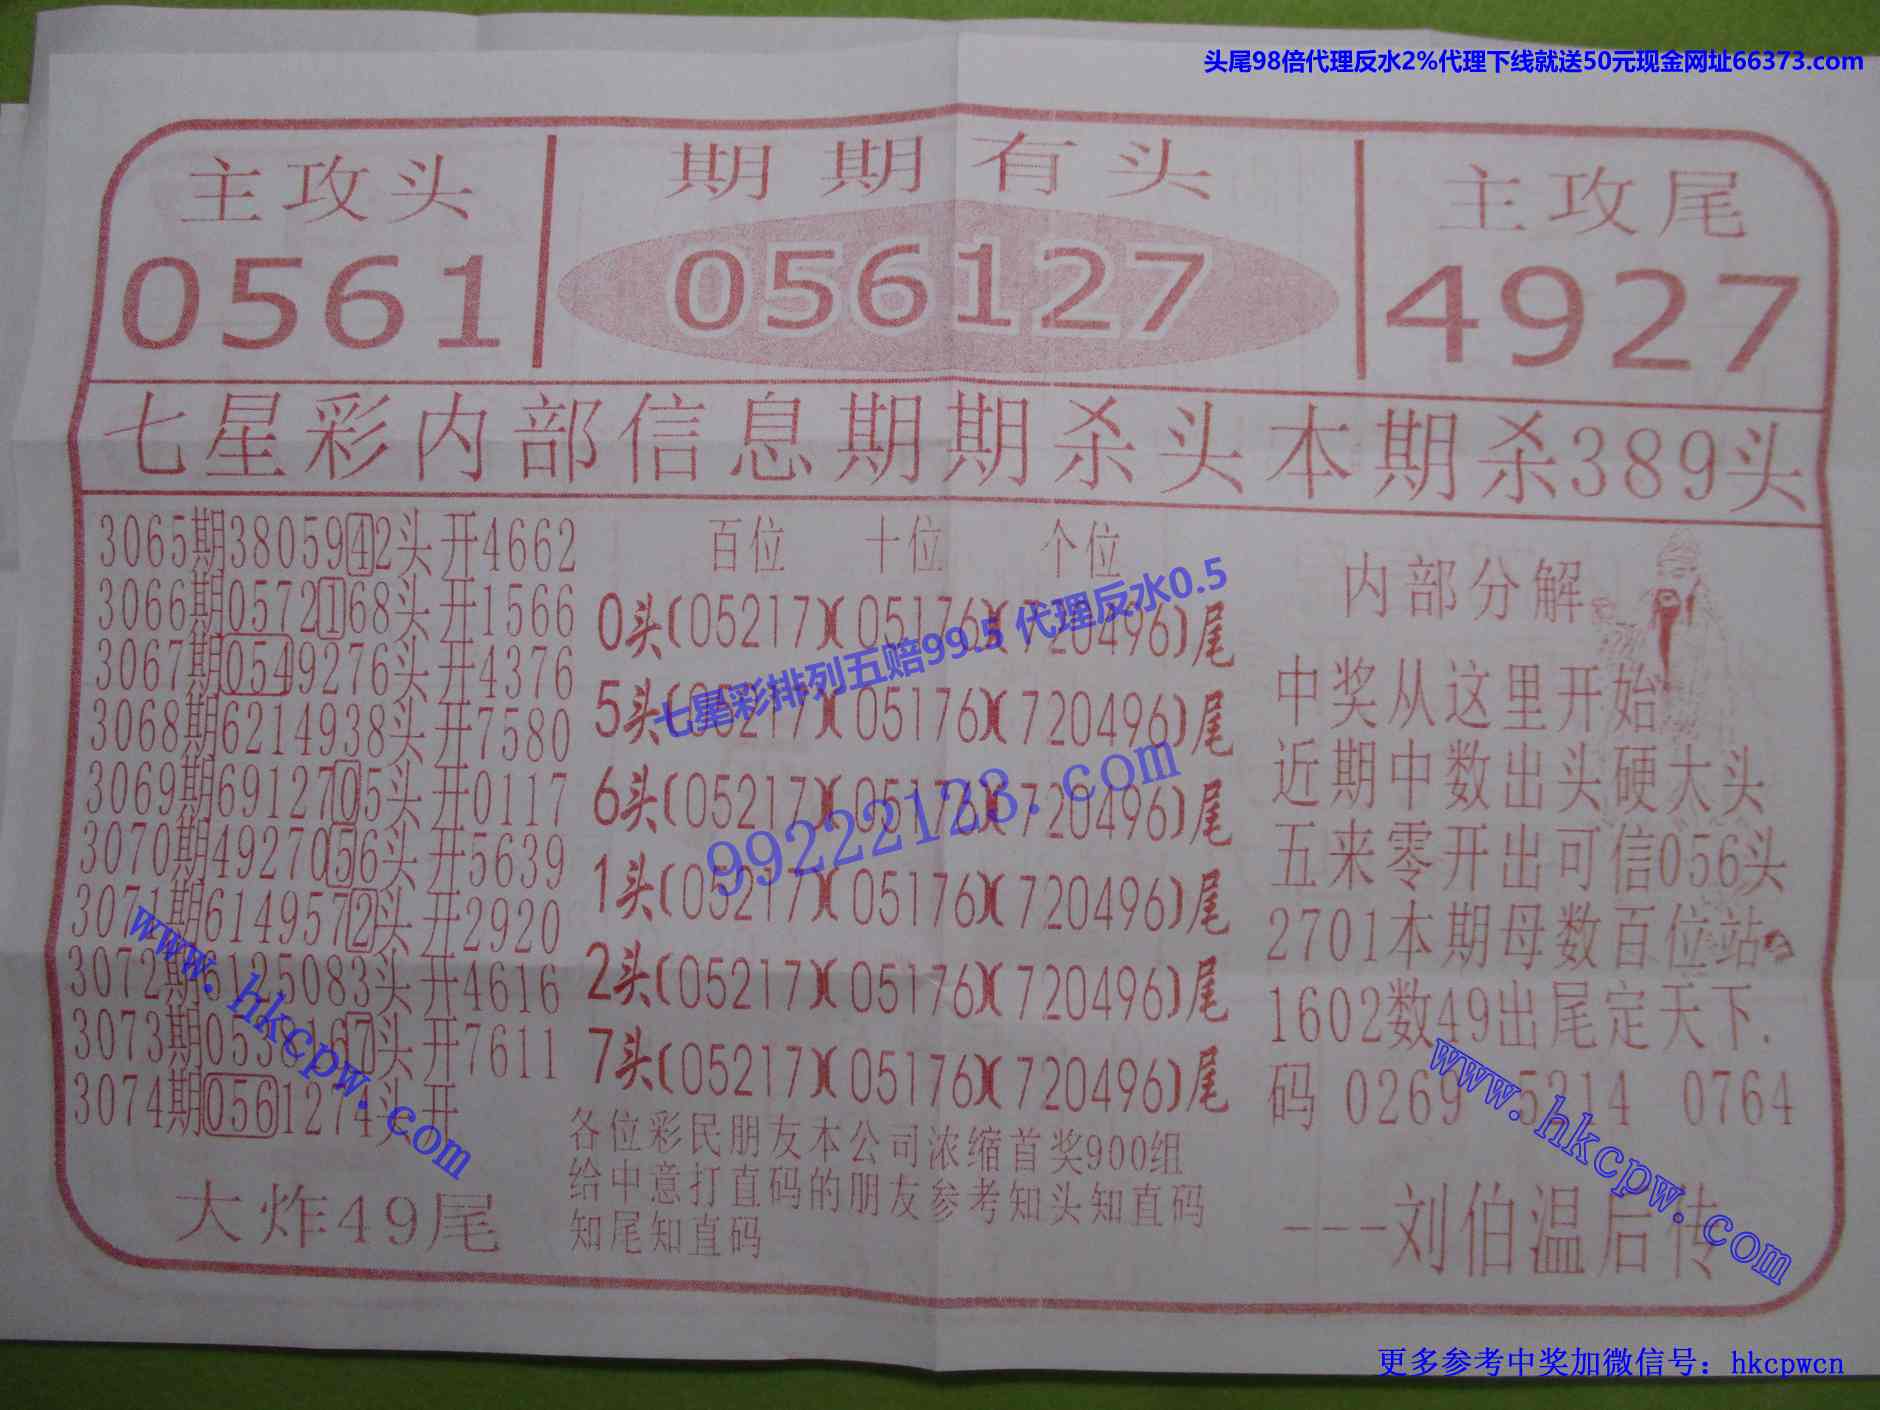 头尾98倍代理反水2%代理下线就送50元现金网址66373.com
主攻头
0561
期期有头
056127
主攻尾
4927
七星彩内部信息期期杀头本期杀389头
3065期3805942头开4662
3066期0572168头开1566
3067期0549276头开4376
3068期6214938头开7580
3069期6912705头开0117
3070期4927056头开5639
3071期6149572头开2920
3072期6125083头开4616
3073期053 167头开7611
3074期0561274头开
大炸49尾
百位 十位 个位
0头(05217)(05176)(720496)尾
5头(05217)(05176)(720496)尾
6头(05217)(05176)(720496)尾
1头(05217)(05176)(720496)尾
2头(05217)(05176)(720496)尾
7头(05217)(05176)(720496)尾
各位彩民朋友本公司浓缩首奖900组
给中意打直码的朋友参考知头知直码
知尾知直码
内部分解
中奖从这里开始
近期中数出头硬大头
五来零开出可信056头
2701本期母数百位站
1602数49出尾定天下.
码 0269 5314 0764
---刘伯温后传
七星彩排列五赔99.5 代理反水0.5
99222123.com
www.hkcpw.com
www.hkcpw.com
更多参考中奖加微信号：hkcpwcn